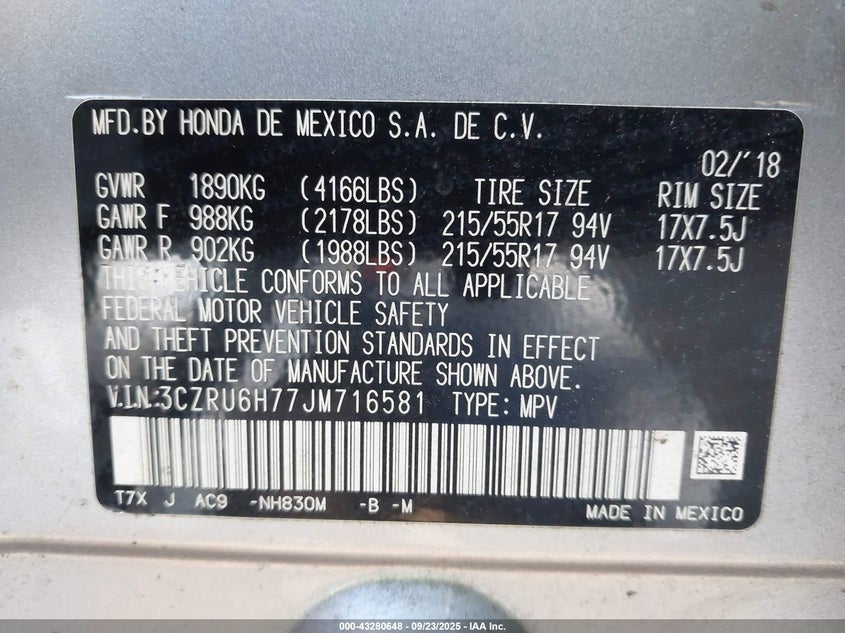 MFD.BY HONDA DE MEXICO S.A. DE C.V.
02/'18
GVWR 1890KG (4166LBS) TIRE SIZE RIM SIZE
GAWR F 988KG (2178LBS) 215/55R17 94V 17X7.5J
GAWR R 902KG (1988LBS) 215/55R17 94V 17X7.5J
THIS VEHICLE CONFORMS TO ALL APPLICABLE
FEDERAL MOTOR VEHICLE SAFETY
AND THEFT PREVENTION STANDARDS IN EFFECT
ON THE DATE OF MANUFACTURE SHOWN ABOVE.
V.I.N.:3CZRU6H77JM716581 TYPE: MPV
T7X J AC9 -NH830M -B -M
MADE IN MEXICO
000-43280648 - 09/23/2025 - IAA Inc.